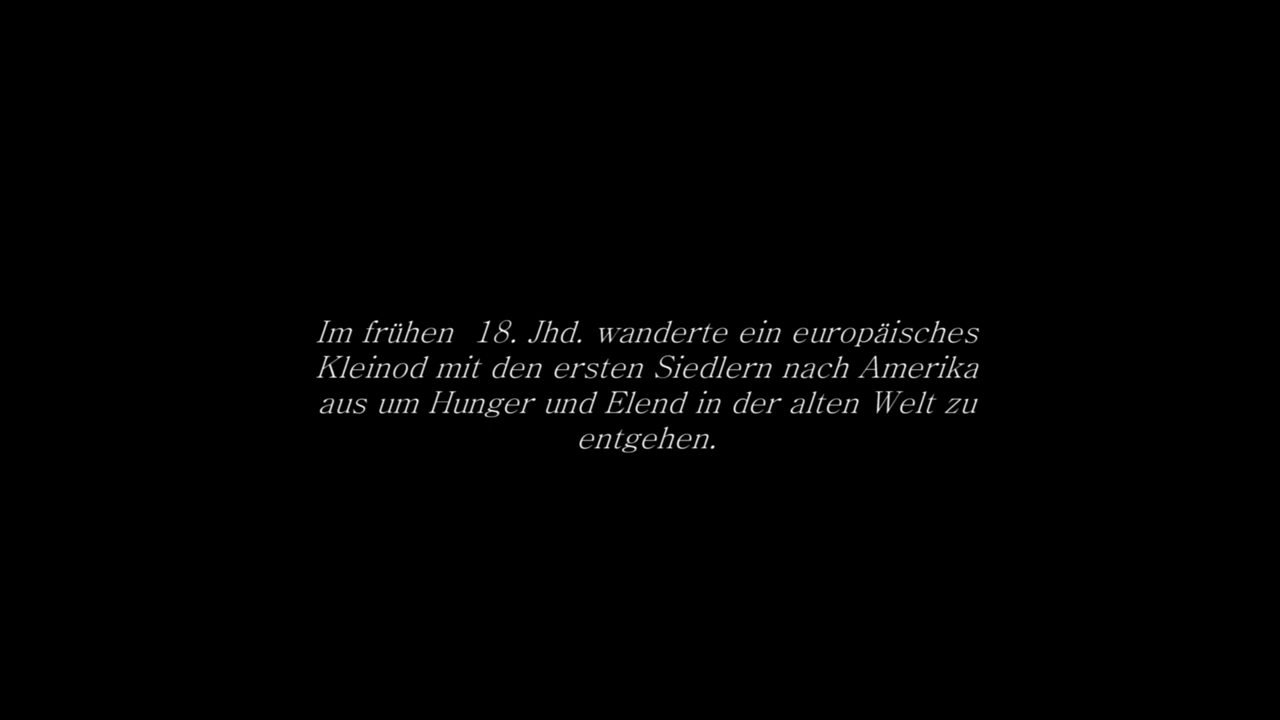 Im frühen  18. Jhd. wanderte ein europäisches
Kleinod mit den ersten Siedlern nach Amerika
aus um Hunger und Elend in der alten Welt zu
entgehen.